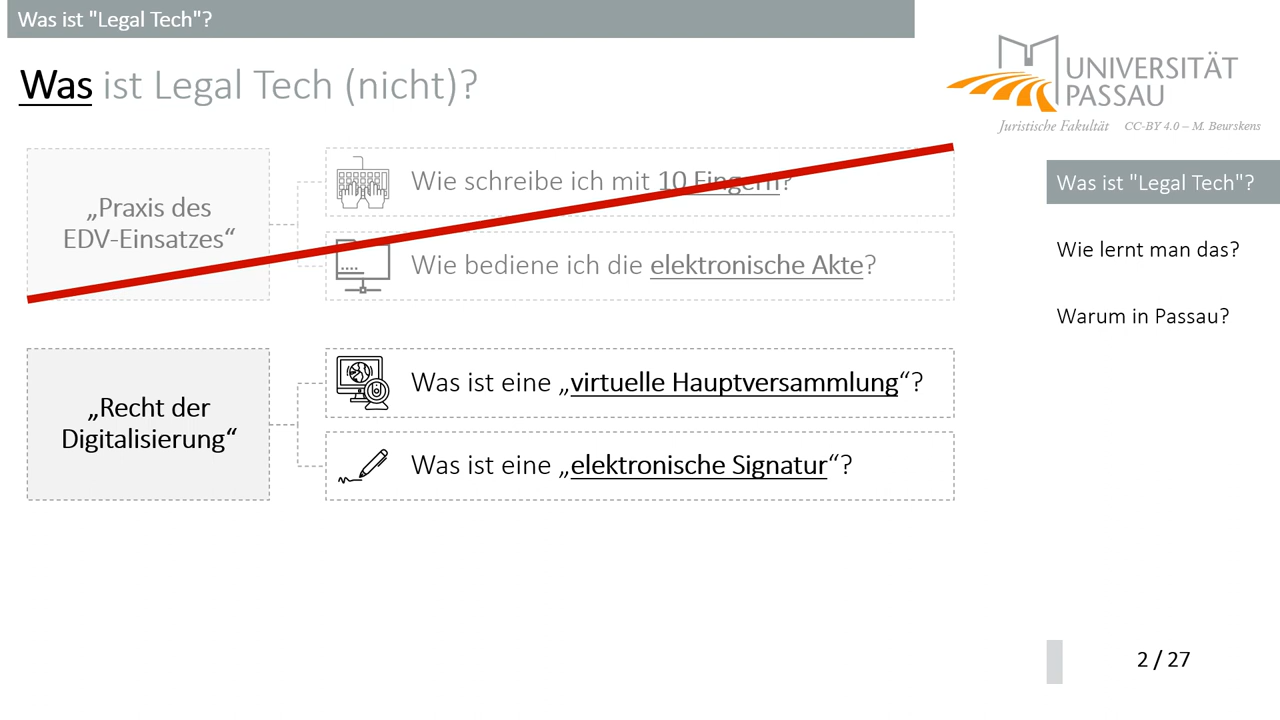 Was ist "Legal Tech"?
Was ist Legal Tech (nicht)?
UNIVERSITÄT
PASSAU
Juristische Fakultät CC-BY 4.0 – M. Beurskens
„Praxis des
EDV-Einsatzes“
Wie schreibe ich mit 10 Fingern?
Wie bediene ich die elektronische Akte?
„Recht der
Digitalisierung“
Was ist eine „virtuelle Hauptversammlung“?
Was ist eine „elektronische Signatur“?
Was ist "Legal Tech"?
Wie lernt man das?
Warum in Passau?
2 / 27